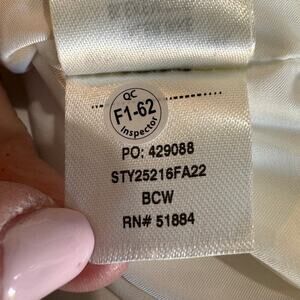 QC
F1-62
Inspector
PO: 429088
STY25216FA22
BCW
RN# 51884